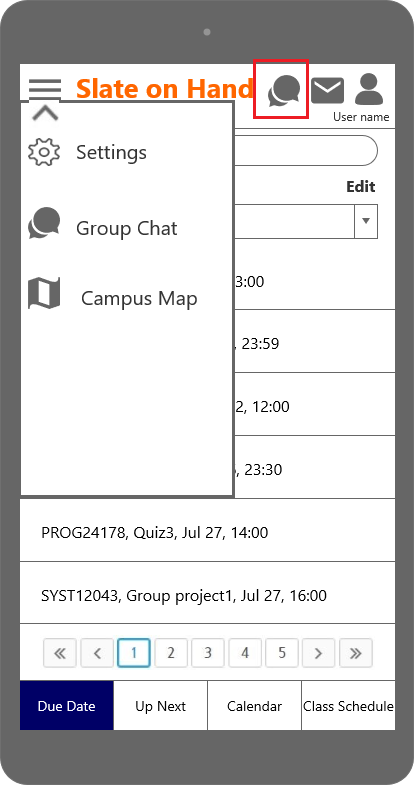 Slate on Hand
User name
Settings
Edit
Group Chat
3:00
Campus Map
, 23:59
2, 12:00
, 23:30
PROG24178, Quiz3, Jul 27, 14:00
SYST12043, Group project1, Jul 27, 16:00
« ‹ 1 2 3 4 5 › »
Due Date Up Next Calendar Class Schedule